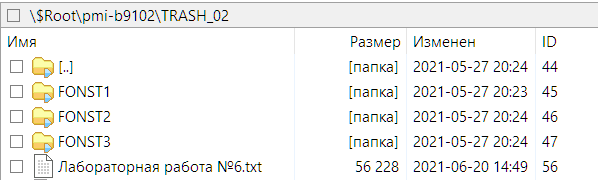 \$Root\pmi-b9102\TRASH_02
Имя Размер Изменен ID
[..] [папка] 2021-05-27 20:24 44
FONST1 [папка] 2021-05-27 20:23 45
FONST2 [папка] 2021-05-27 20:24 46
FONST3 [папка] 2021-05-27 20:24 47
Лабораторная работа №6.txt 56 228 2021-06-20 14:49 56